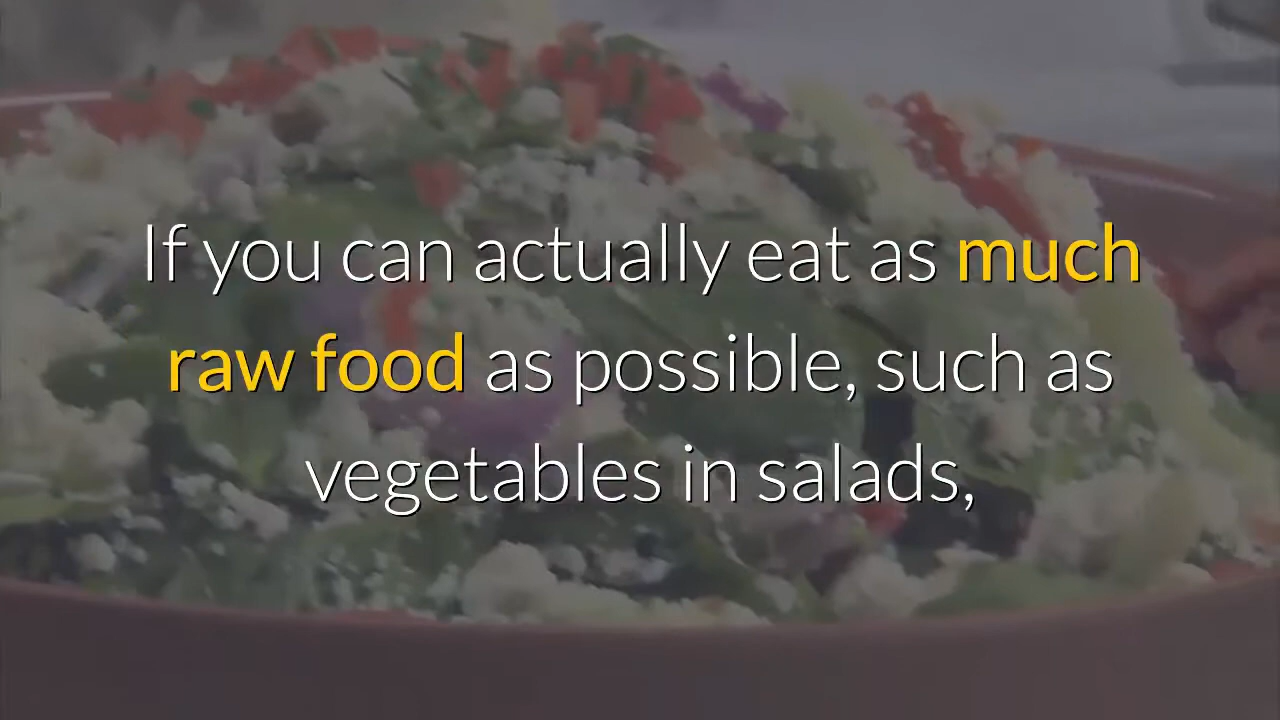 If you can actually eat as much
raw food as possible, such as
vegetables in salads,